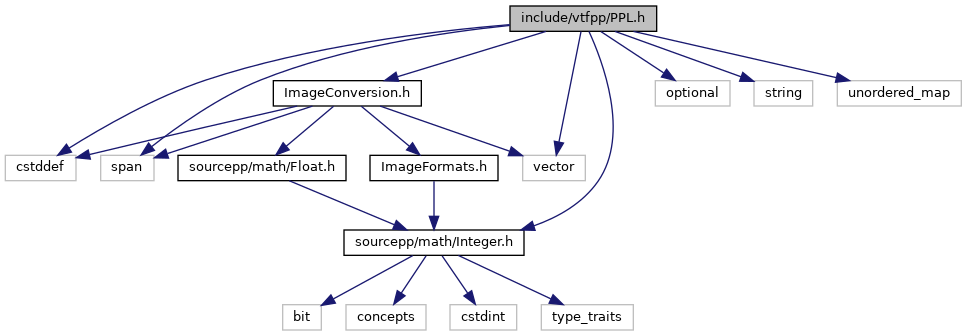 include/vtfpp/PPL.h
ImageConversion.h
optional
string
unordered_map
cstddef
span
sourcepp/math/Float.h
ImageFormats.h
vector
sourcepp/math/Integer.h
bit
concepts
cstdint
type_traits